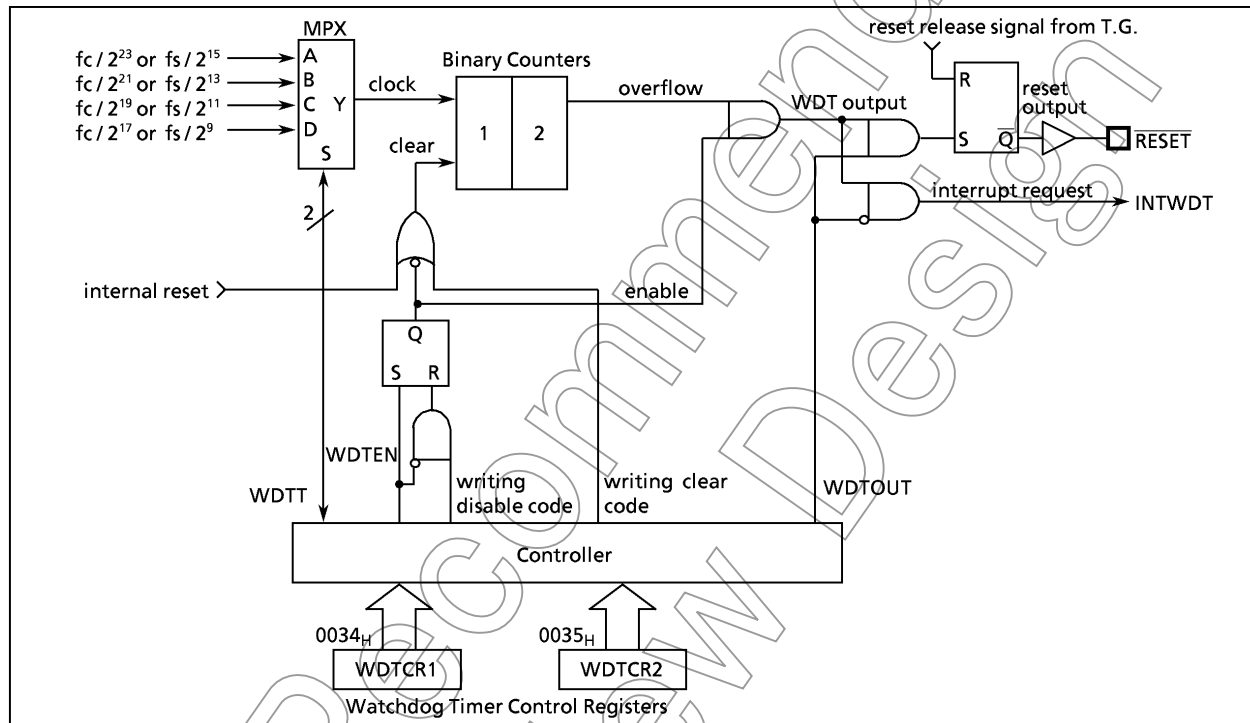 MPX
reset release signal from T.G.
fc / 2²³ or fs / 2¹⁵
fc / 2²¹ or fs / 2¹³
fc / 2¹⁹ or fs / 2¹¹
fc / 2¹⁷ or fs / 2⁹
A
B
C
D
Y
S
clock
Binary Counters
1
2
clear
overflow
WDT output
R
S
Q̅
reset
output
R̅E̅S̅E̅T̅
interrupt request
INTWDT
2
internal reset
enable
Q
S
R
WDTEN
WDTT
writing
disable code
writing clear
code
WDTOUT
Controller
0034H
WDTCR1
0035H
WDTCR2
Watchdog Timer Control Registers
Recommend
ew Design